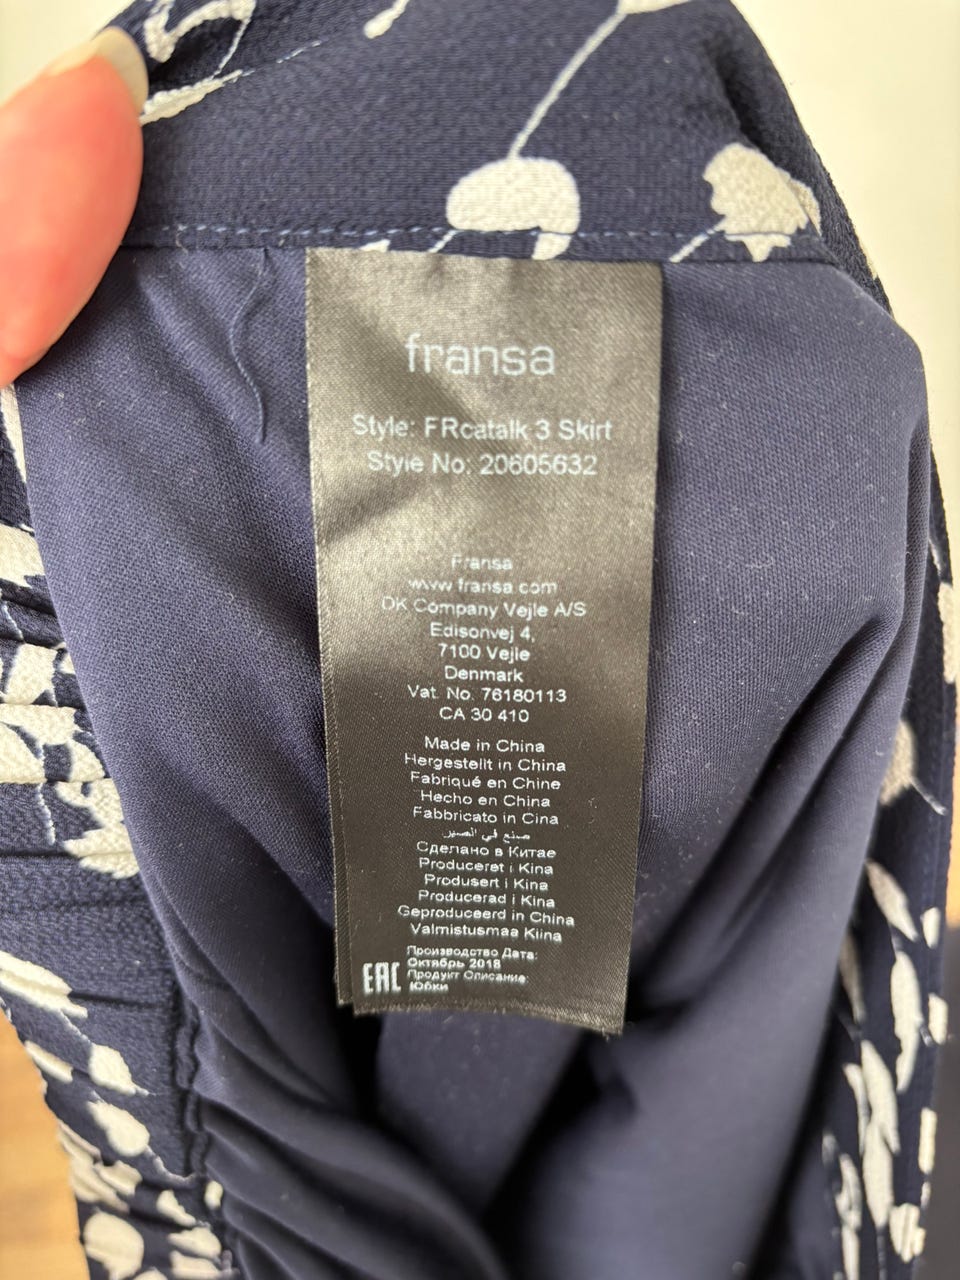 fransa
Style: FRcatalk 3 Skirt
Style No: 20605632
Fransa
www.fransa.com
DK Company Vejle A/S
Edisonvej 4,
7100 Vejle
Denmark
Vat. No. 76180113
CA 30 410
Made in China
Hergestellt in China
Fabriqué en Chine
Hecho en China
Fabbricato in Cina
صنع في الصين
Сделано в Китае
Produceret i Kina
Produsert i Kina
Producerad i Kina
Geproduceerd in China
Valmistusmaa Kiina
Производство Дата:
Октябрь 2018
Продукт Описание:
Юбки
EAC